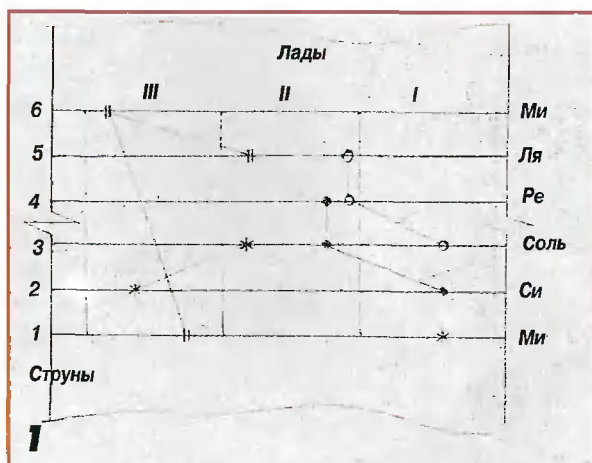 Лады
III II I
6 Ми
5 Ля
4 Ре
3 Соль
2 Си
1 Ми
Струны
1